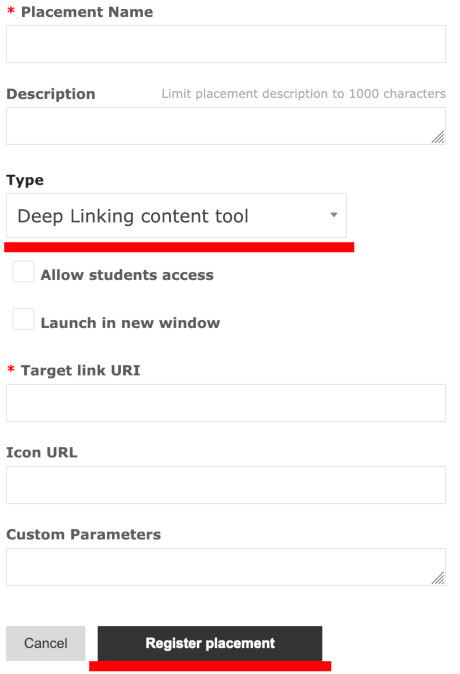 * Placement Name
Description Limit placement description to 1000 characters
Type
Deep Linking content tool
Allow students access
Launch in new window
* Target link URI
Icon URL
Custom Parameters
Cancel Register placement